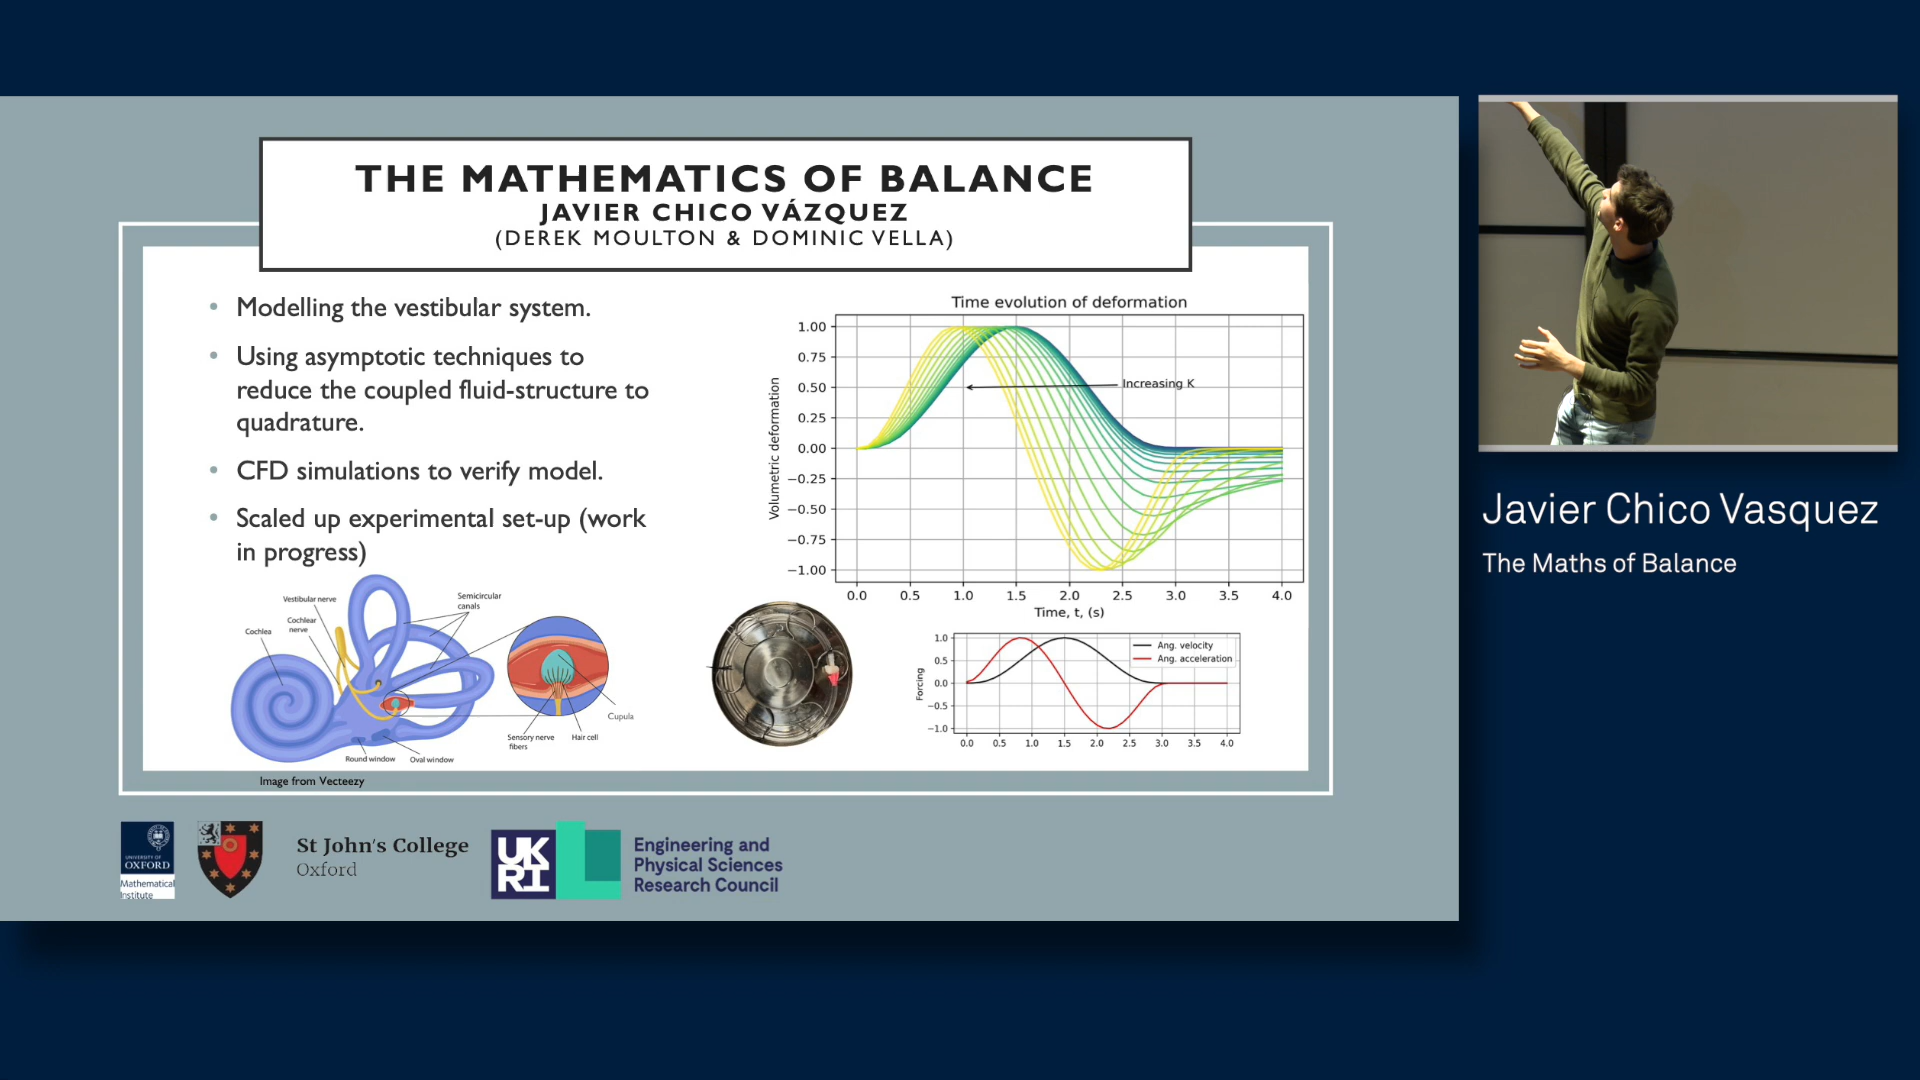 THE MATHEMATICS OF BALANCE
JAVIER CHICO VÁZQUEZ
(DEREK MOULTON & DOMINIC VELLA)
• Modelling the vestibular system.
• Using asymptotic techniques to
reduce the coupled fluid-structure to
quadrature.
• CFD simulations to verify model.
• Scaled up experimental set-up (work
in progress)
Vestibular nerve
Cochlear
nerve
Cochlea
Semicircular
canals
Cupula
Sensory nerve
fibers
Hair cell
Round window
Oval window
Image from Vecteezy
Time evolution of deformation
Volumetric deformation
1.00
0.75
0.50
0.25
0.00
−0.25
−0.50
−0.75
−1.00
Increasing K
0.0 0.5 1.0 1.5 2.0 2.5 3.0 3.5 4.0
Time, t, (s)
Forcing
1.0
0.5
0.0
−0.5
−1.0
Ang. velocity
Ang. acceleration
0.0 0.5 1.0 1.5 2.0 2.5 3.0 3.5 4.0
UNIVERSITY OF
OXFORD
Mathematical
Institute
St John's College
Oxford
UK
RI
Engineering and
Physical Sciences
Research Council
Javier Chico Vasquez
The Maths of Balance